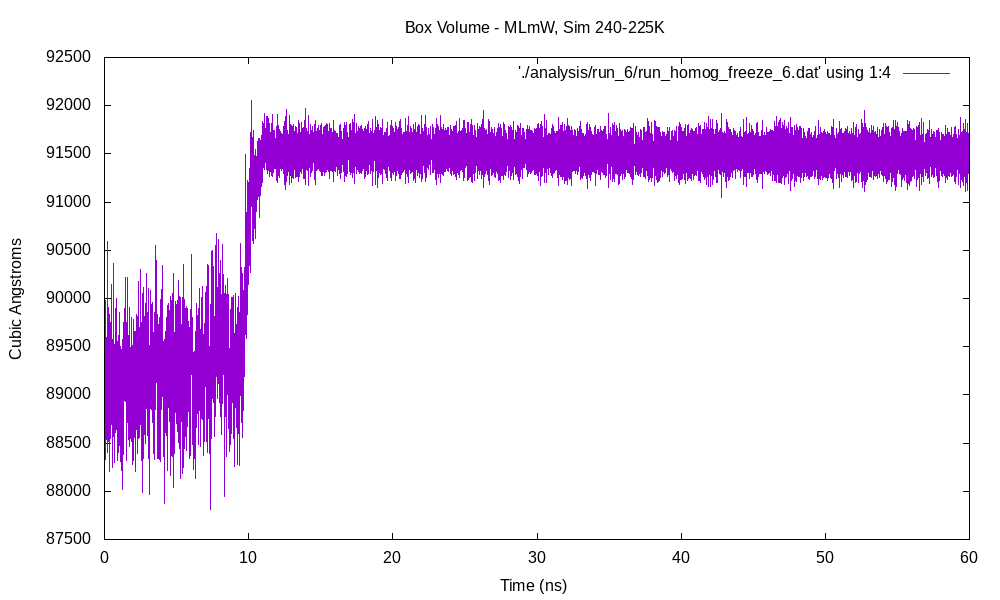 Box Volume - MLmW, Sim 240-225K
'./analysis/run_6/run_homog_freeze_6.dat' using 1:4
92500
92000
91500
91000
90500
90000
89500
89000
88500
88000
87500
Cubic Angstroms
0 10 20 30 40 50 60
Time (ns)